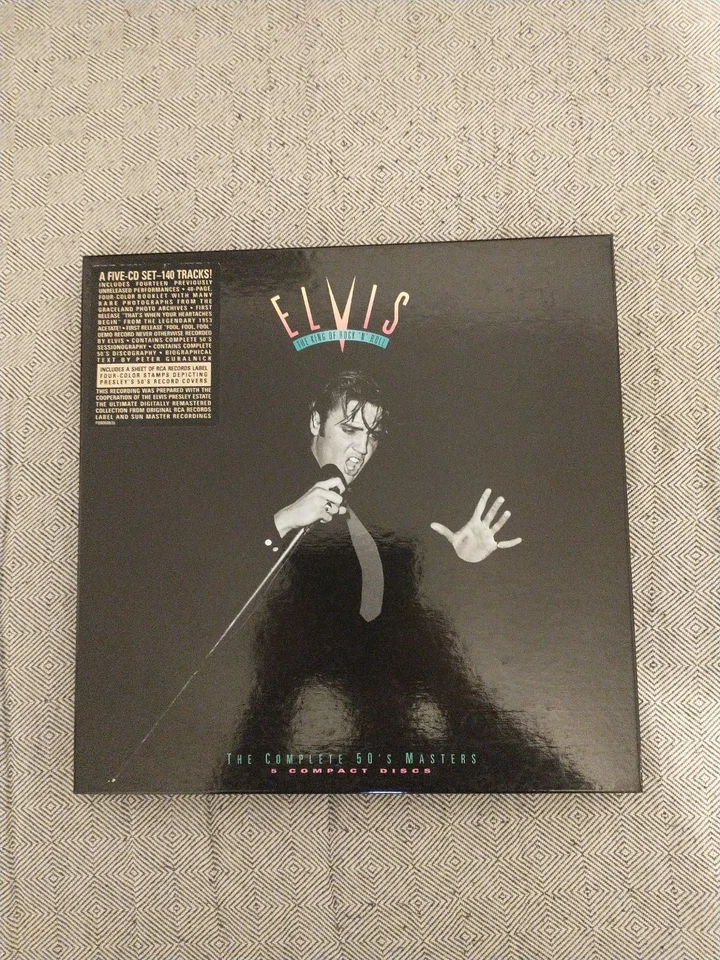 A FIVE-CD SET–140 TRACKS!
INCLUDES FOURTEEN PREVIOUSLY
UNRELEASED PERFORMANCES • 48-PAGE,
FOUR-COLOR BOOKLET WITH MANY
RARE PHOTOGRAPHS FROM THE
GRACELAND PHOTO ARCHIVES • FIRST
RELEASE "THAT'S WHEN YOUR HEARTACHES
BEGIN" FROM THE LEGENDARY 1953
ACETATE! • FIRST RELEASE "FOOL, FOOL, FOOL"
DEMO RECORD NEVER OTHERWISE RECORDED
BY ELVIS • CONTAINS COMPLETE 50'S
SESSIONOGRAPHY • CONTAINS COMPLETE
50'S DISCOGRAPHY • BIOGRAPHICAL
TEXT BY PETER GURALNICK
INCLUDES A SHEET OF RCA RECORDS LABEL
FOUR-COLOR STAMPS DEPICTING
PRESLEY'S 50'S RECORD COVERS
THIS RECORDING WAS PREPARED WITH THE
COOPERATION OF THE ELVIS PRESLEY ESTATE
THE ULTIMATE DIGITALLY REMASTERED
COLLECTION FROM ORIGINAL RCA RECORDS
LABEL AND SUN MASTER RECORDINGS
ELVIS
THE KING OF ROCK 'N' ROLL
THE COMPLETE 50'S MASTERS
5 COMPACT DISCS